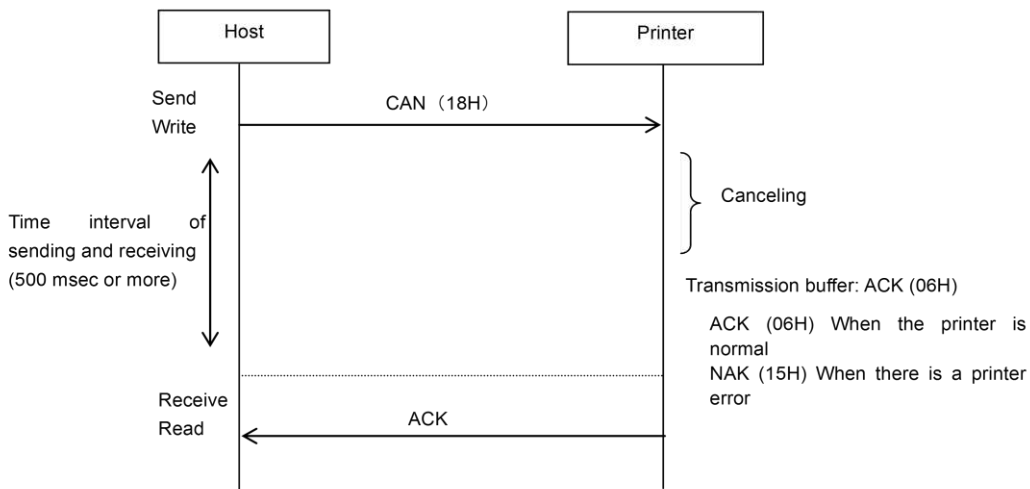 Host
Printer
Send
Write
CAN（18H）
Canceling
Time interval of
sending and receiving
(500 msec or more)
Transmission buffer: ACK (06H)
ACK (06H) When the printer is
normal
NAK (15H) When there is a printer
error
Receive
Read
ACK